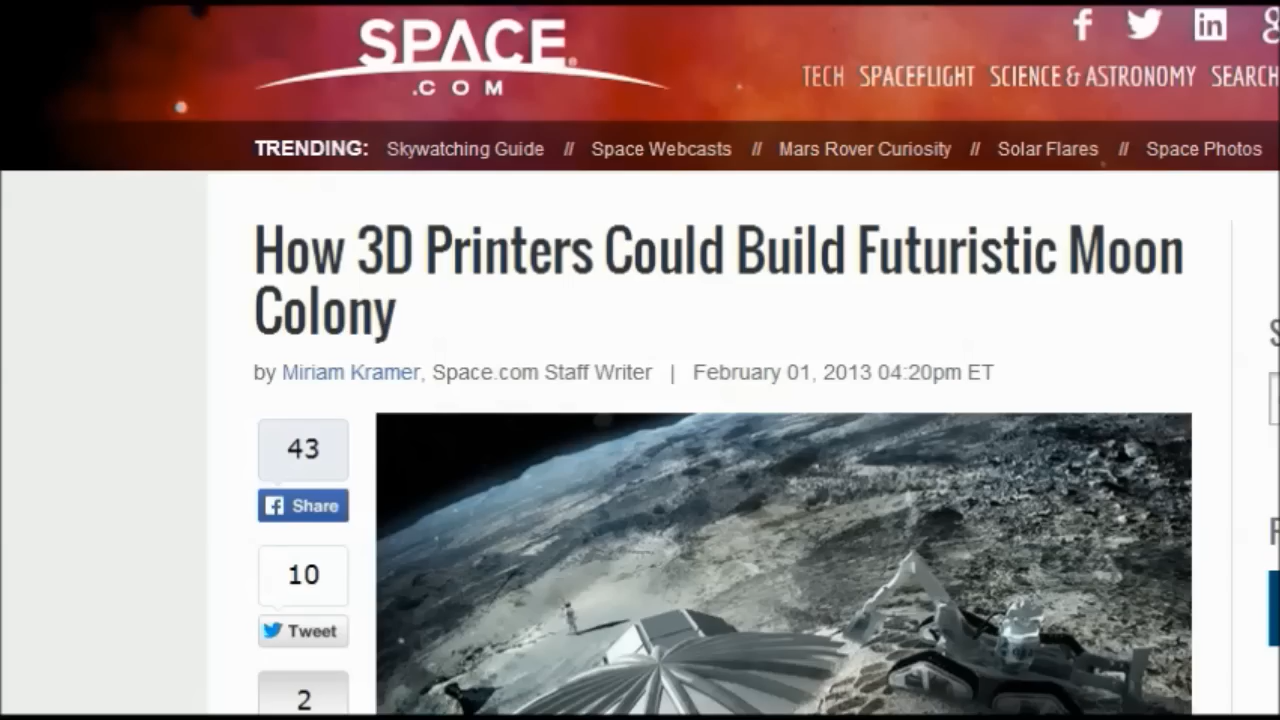 SPACE
.COM
TECH SPACEFLIGHT SCIENCE & ASTRONOMY SEARCH
TRENDING: Skywatching Guide // Space Webcasts // Mars Rover Curiosity // Solar Flares // Space Photos
How 3D Printers Could Build Futuristic Moon
Colony
by Miriam Kramer, Space.com Staff Writer | February 01, 2013 04:20pm ET
43
Share
10
Tweet
2